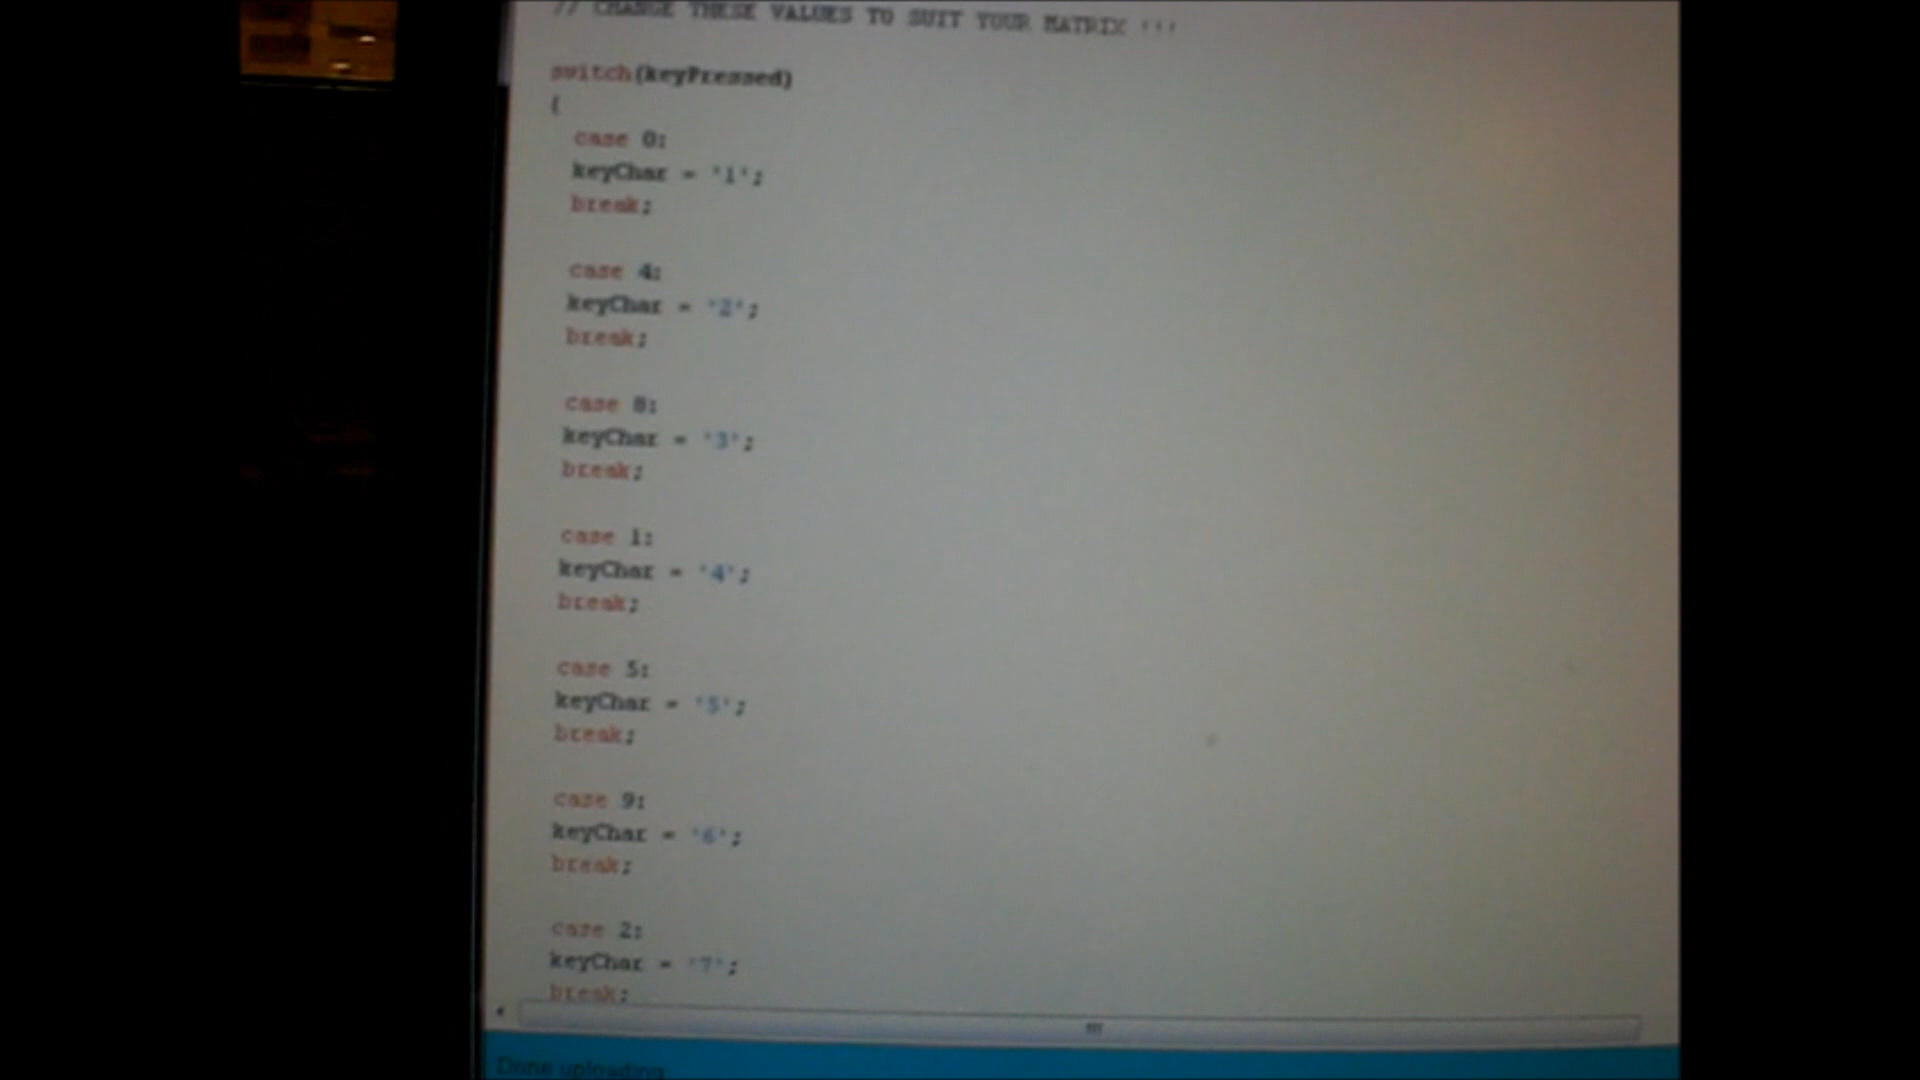 // CHANGE THESE VALUES TO SUIT YOUR MATRIX !!!
switch(keyPressed)
{
case 0:
keyChar = '1';
break;
case 4:
keyChar = '2';
break;
case 8:
keyChar = '3';
break;
case 1:
keyChar = '4';
break;
case 5:
keyChar = '5';
break;
case 9:
keyChar = '6';
break;
case 2:
keyChar = '7';
break;
Done uploading